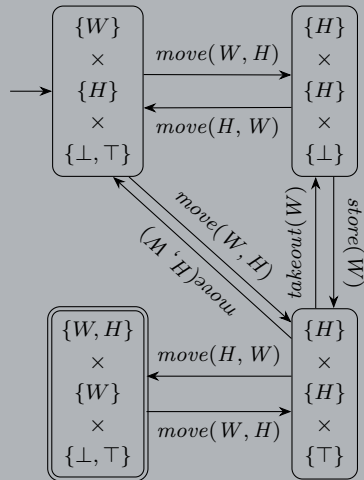 {W}
×
{H}
×
{⊥, ⊤}
move(W, H)
move(H, W)
{H}
×
{H}
×
{⊥}
move(W, H)
move(H, W)
takeout(W)
store(W)
{W, H}
×
{W}
×
{⊥, ⊤}
move(H, W)
move(W, H)
{H}
×
{H}
×
{⊤}